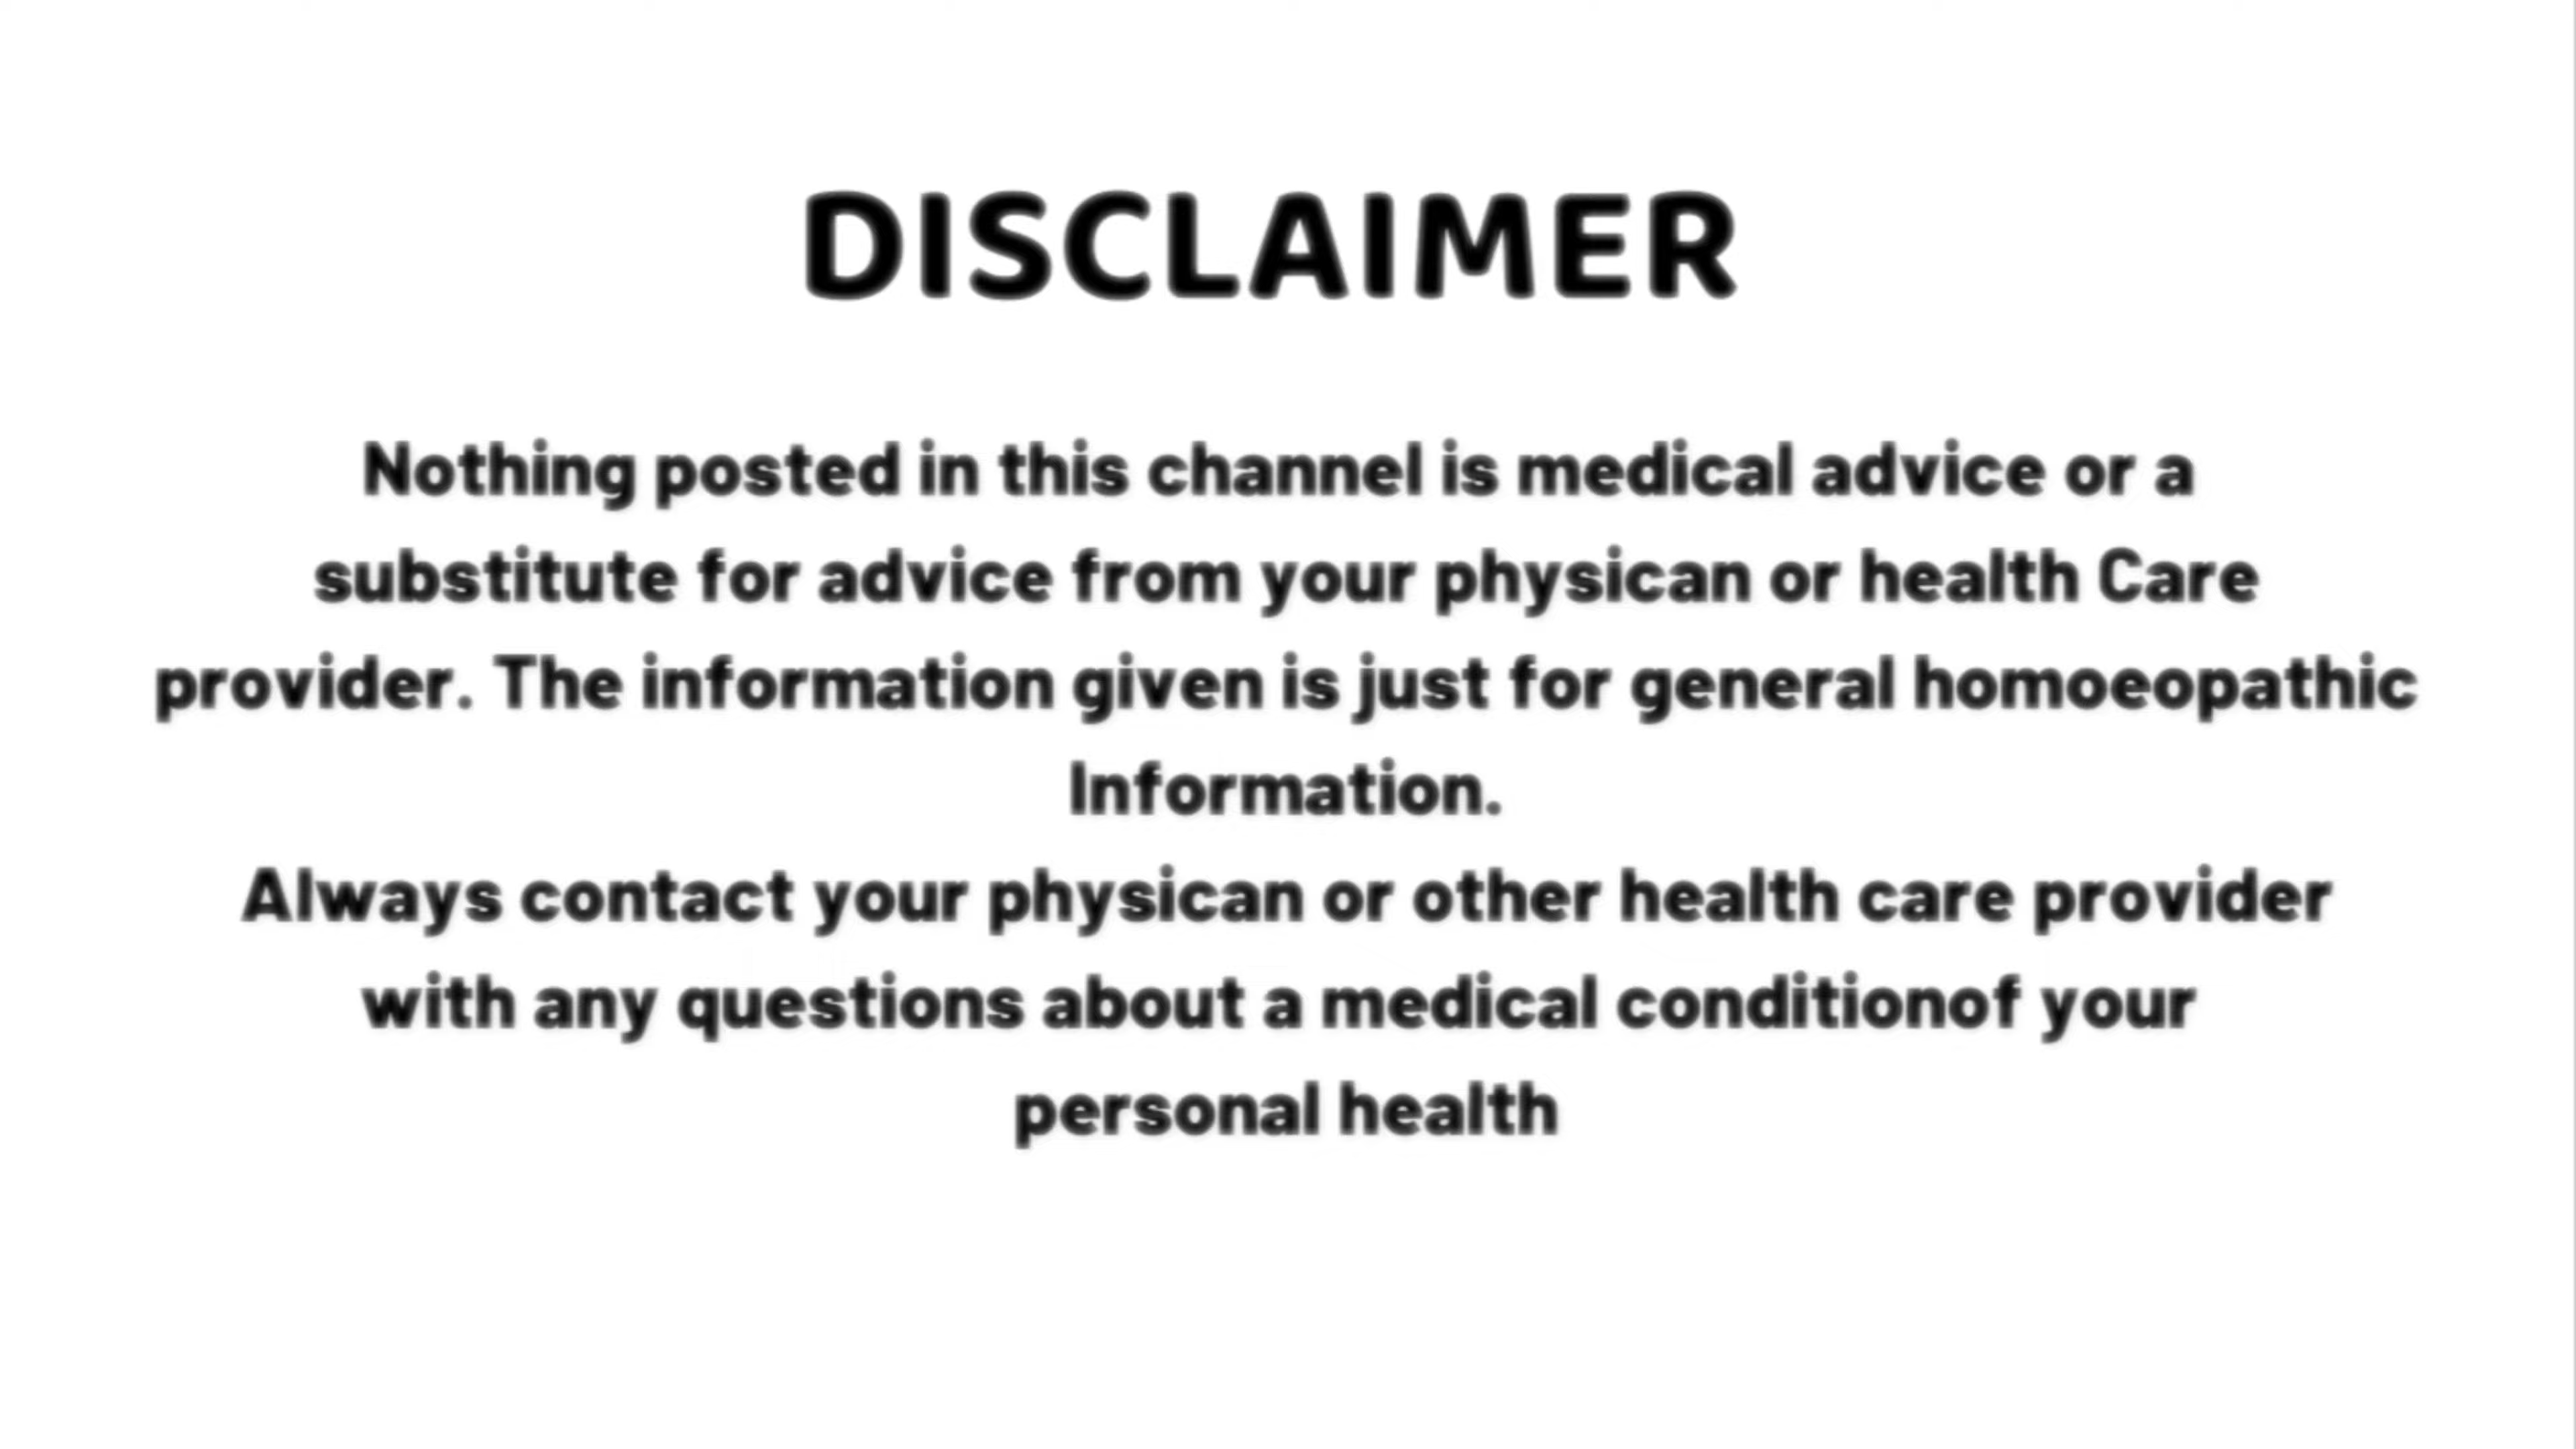 DISCLAIMER
Nothing posted in this channel is medical advice or a
substitute for advice from your physican or health Care
provider. The information given is just for general homoeopathic
Information.
Always contact your physican or other health care provider
with any questions about a medical conditionof your
personal health